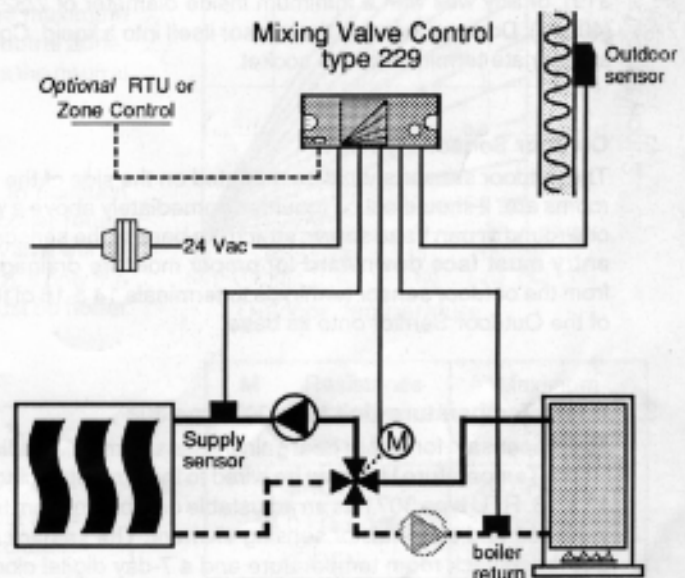 Mixing Valve Control
type 229
Outdoor
sensor
Optional RTU or
Zone Control
24 Vac
Supply
sensor
M
boiler
return